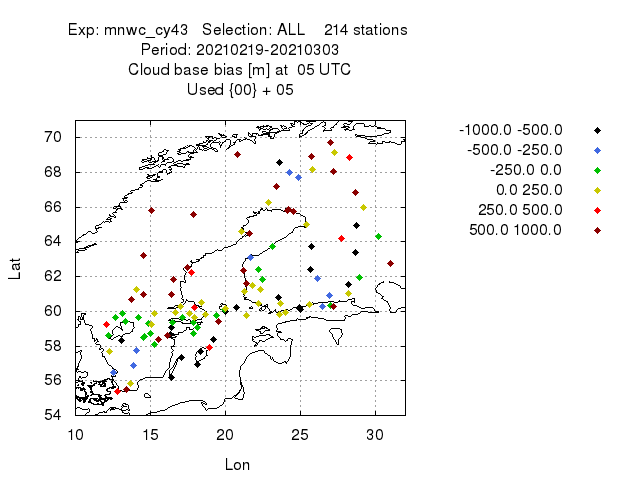 Exp: mnwc_cy43 Selection: ALL 214 stations
Period: 20210219-20210303
Cloud base bias [m] at 05 UTC
Used {00} + 05
-1000.0 -500.0
-500.0 -250.0
-250.0 0.0
0.0 250.0
250.0 500.0
500.0 1000.0
70
68
66
64
62
60
58
56
54
Lat
10 15 20 25 30
Lon